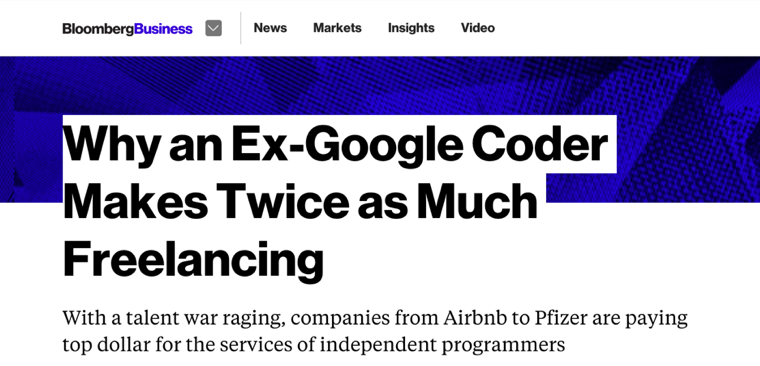 BloombergBusiness News Markets Insights Video
Why an Ex-Google Coder
Makes Twice as Much
Freelancing
With a talent war raging, companies from Airbnb to Pfizer are paying
top dollar for the services of independent programmers